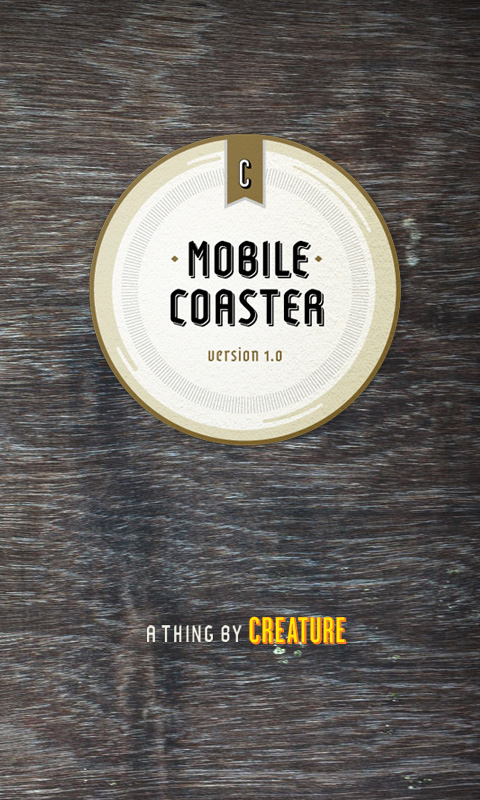 C
MOBILE
COASTER
version 1.0
A THING BY CREATURE